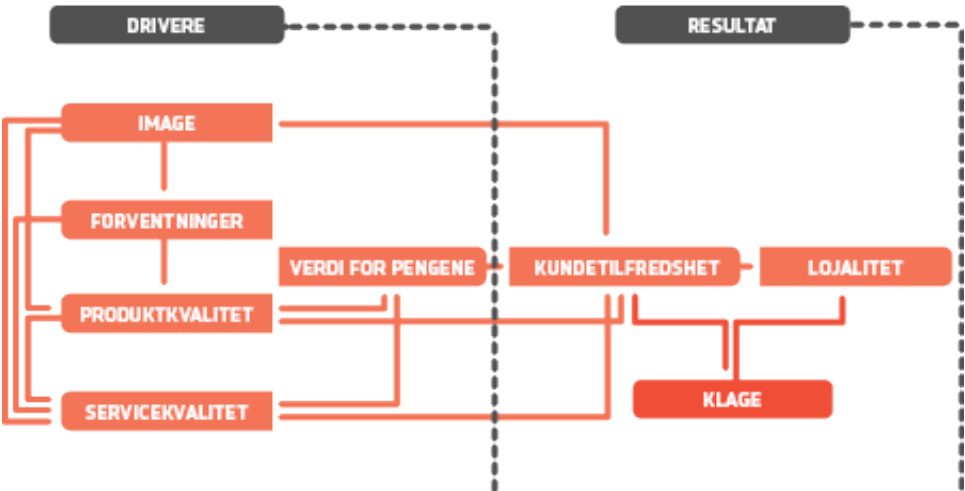 DRIVERE
RESULTAT
IMAGE
FORVENTNINGER
VERDI FOR PENGENE
KUNDETILFREDSHET
LOJALITET
PRODUKTKVALITET
KLAGE
SERVICEKVALITET